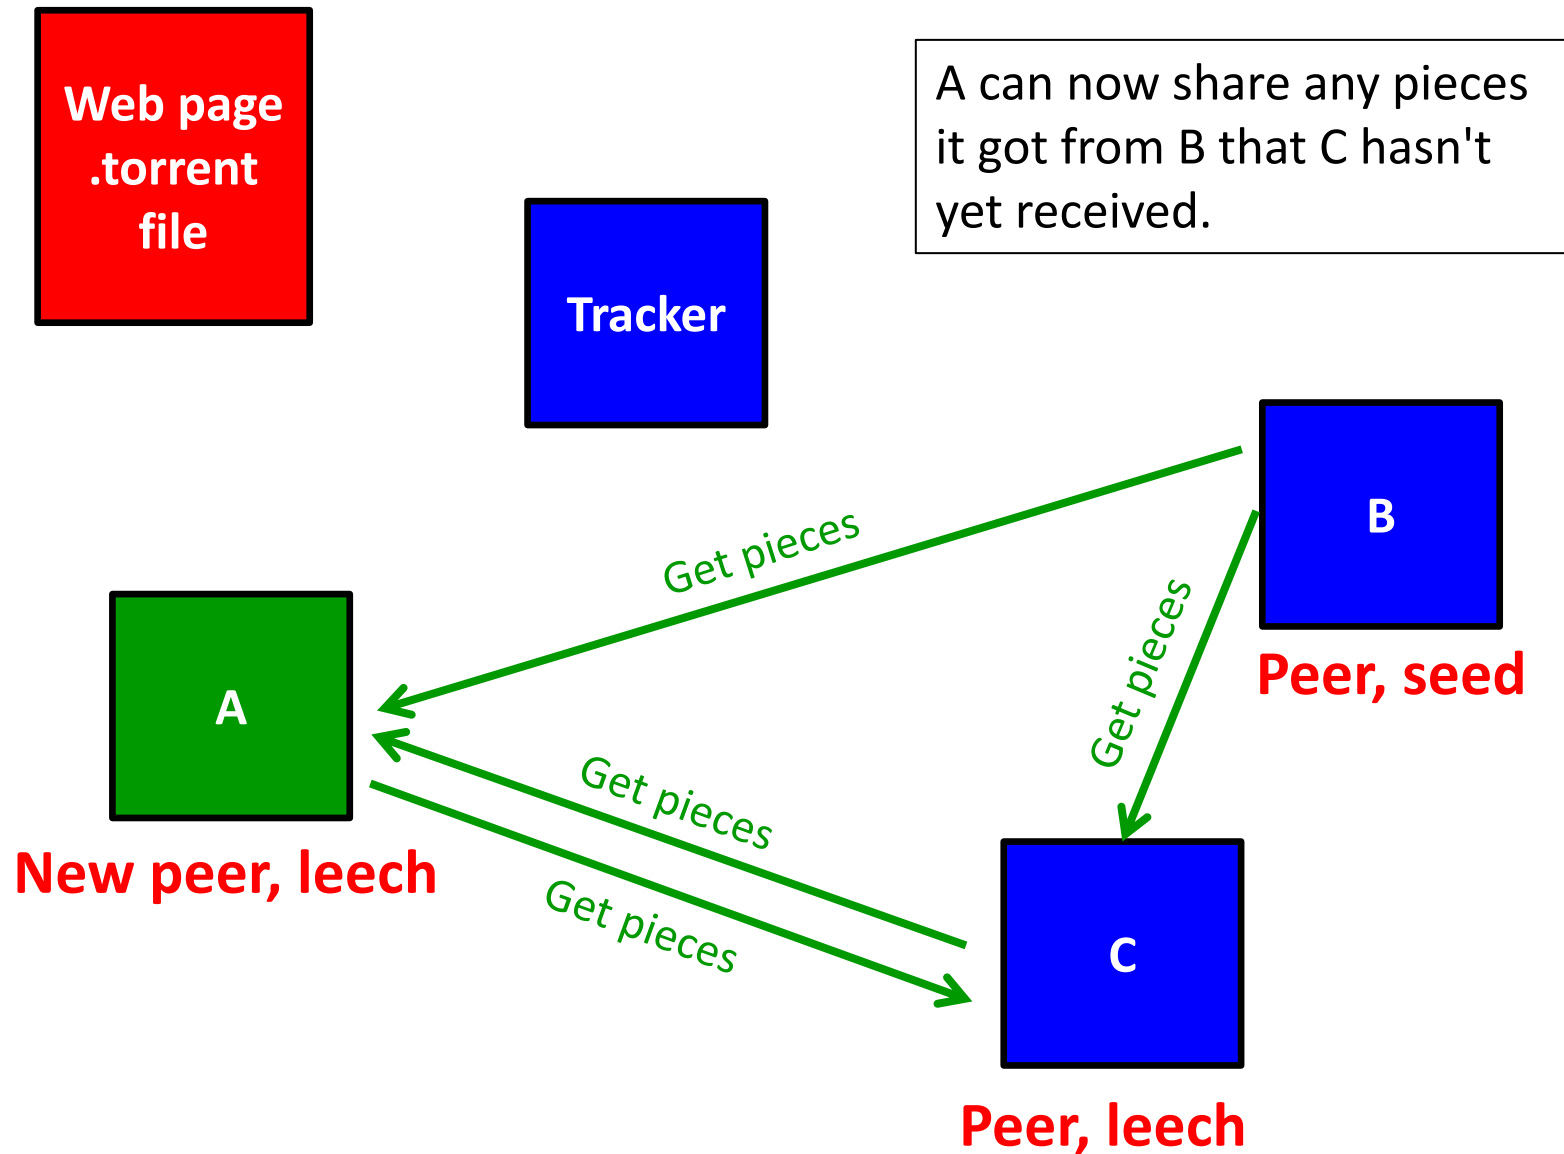 Web page
.torrent
file
A can now share any pieces
it got from B that C hasn't
yet received.
Tracker
B
Get pieces
Get pieces
Peer, seed
A
Get pieces
New peer, leech
Get pieces
C
Peer, leech